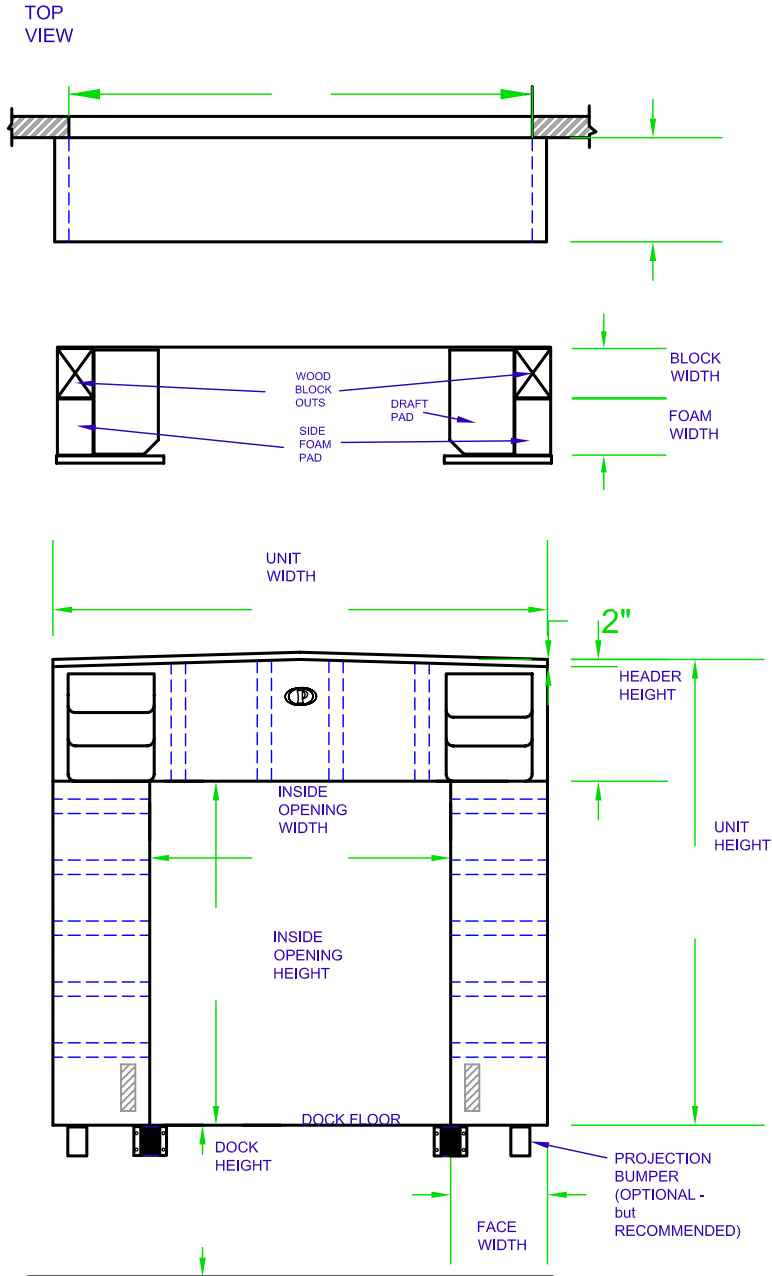 TOP
VIEW
WOOD
BLOCK
OUTS
SIDE
FOAM
PAD
DRAFT
PAD
BLOCK
WIDTH
FOAM
WIDTH
UNIT
WIDTH
2"
HEADER
HEIGHT
INSIDE
OPENING
WIDTH
UNIT
HEIGHT
INSIDE
OPENING
HEIGHT
DOCK FLOOR
DOCK
HEIGHT
PROJECTION
BUMPER
(OPTIONAL -
but
RECOMMENDED)
FACE
WIDTH